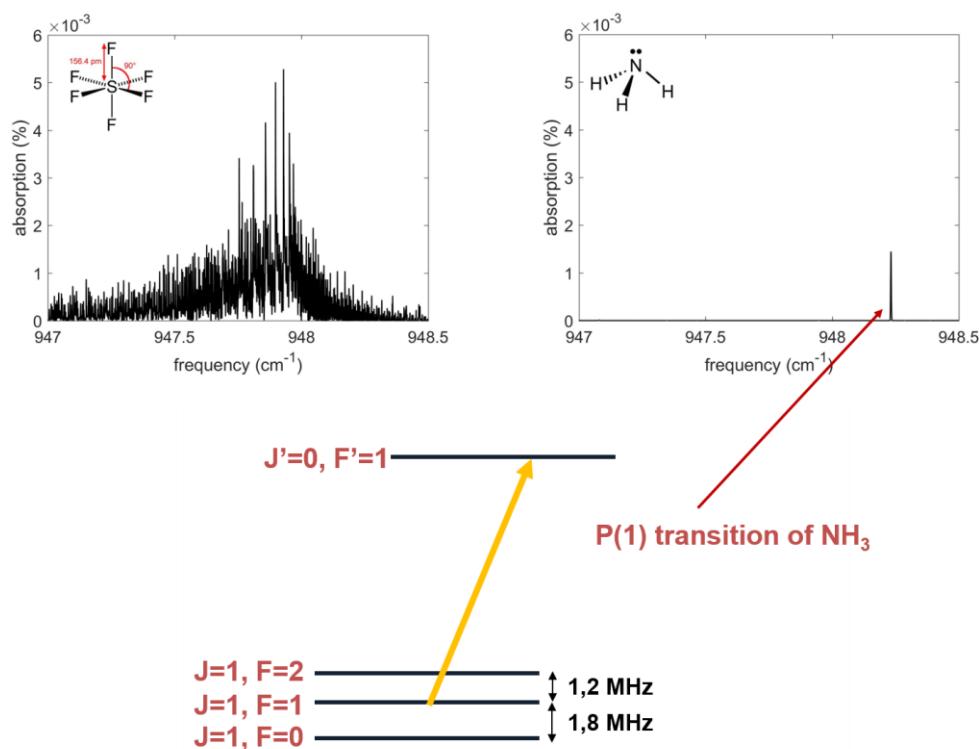 ×10⁻³
6
5
4
3
2
1
0
absorption (%)
947
947.5
948
948.5
frequency (cm⁻¹)
F
F
F
S
F
F
F
156.4 pm
90°
×10⁻³
6
5
4
3
2
1
0
absorption (%)
947
947.5
948
948.5
frequency (cm⁻¹)
N
H
H
H
J'=0, F'=1
P(1) transition of NH₃
J=1, F=2
1,2 MHz
J=1, F=1
1,8 MHz
J=1, F=0